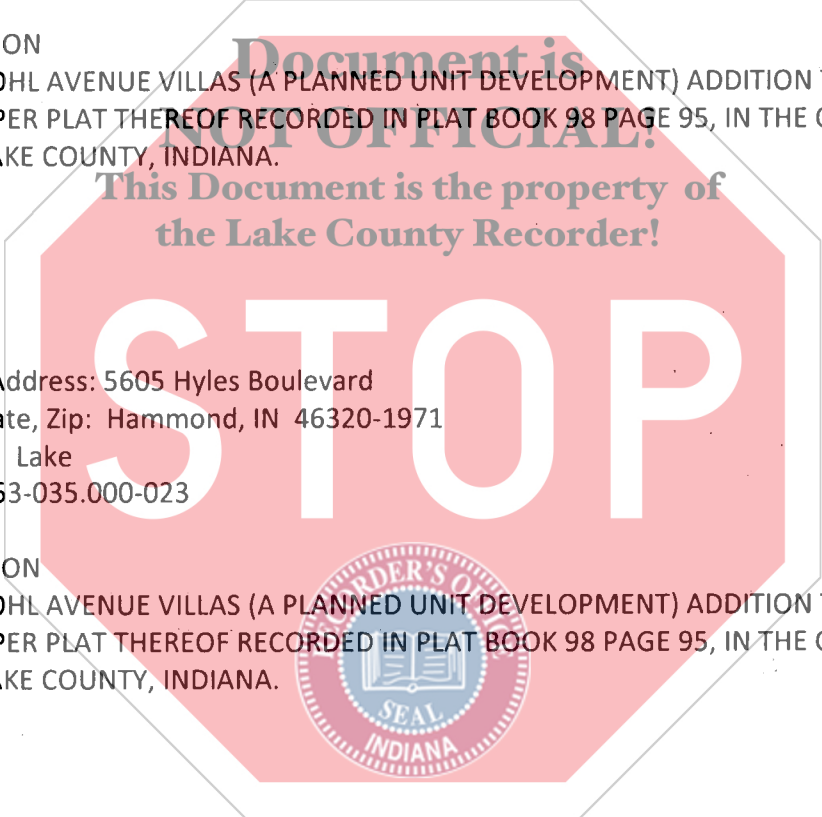 ON
Document is
OHL AVENUE VILLAS (A PLANNED UNIT DEVELOPMENT) ADDITION
PER PLAT THEREOF RECORDED IN PLAT BOOK 98 PAGE 95, IN THE
NOT OFFICIAL!
AKE COUNTY, INDIANA.
This Document is the property of
the Lake County Recorder!
STOP
Address: 5605 Hyles Boulevard
ate, Zip: Hammond, IN 46320-1971
Lake
63-035.000-023
ON
OHL AVENUE VILLAS (A PLANNED UNIT DEVELOPMENT) ADDITION
PER PLAT THEREOF RECORDED IN PLAT BOOK 98 PAGE 95, IN THE
AKE COUNTY, INDIANA.
RECORDER'S OFFICE
SEAL
INDIANA